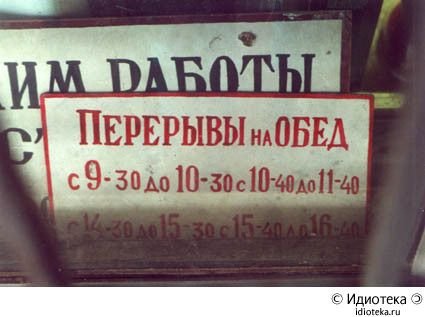 ИМ РАБОТЫ
ПЕРЕРЫВЫ НА ОБЕД
С 9-30 ДО 10-30 С 10-40 ДО 11-40
С 14-30 ДО 15-30 С 15-40 ДО 16-40
© Идиотека Э
idioteka.ru